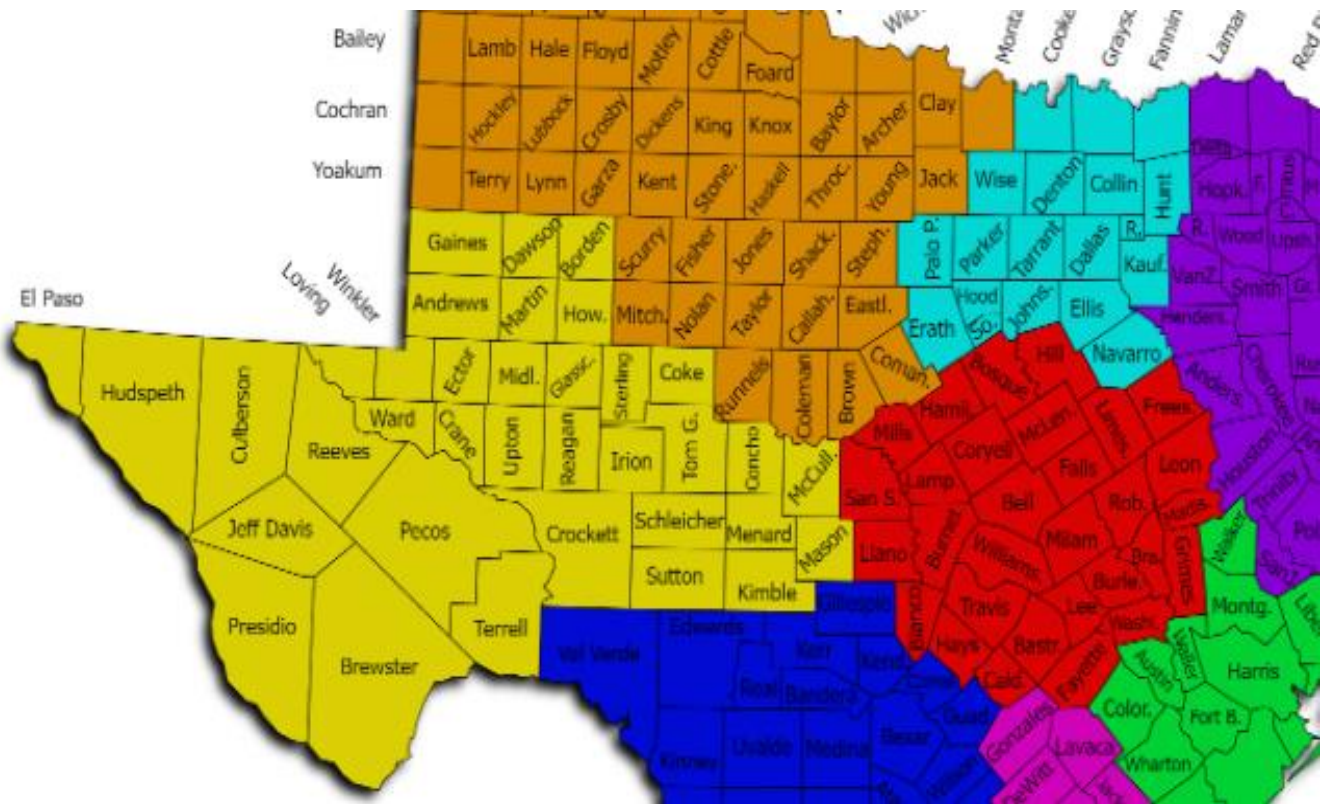 Bailey
Lamb
Hale
Floyd
Motley
Cottle
Foard
Cooke
Cochran
Hockley
Lubbock
Crosby
Dickens
King
Knox
Baylor
Archer
Clay
Yoakum
Terry
Lynn
Garza
Kent
Stone.
Haskell
Throc.
Young
Jack
Wise
Denton
Collin
Hunt
Hopk.
F.
Gaines
Dawson
Borden
Scurry
Fisher
Jones
Shack.
Steph.
Palo P.
Parker
Tarrant
Dallas
R.
Kauf.
R.
Wood
Upsh.
VanZ.
Smith
Loving
Winkler
El Paso
Andrews
Martin
How.
Mitch.
Nolan
Taylor
Callah.
Eastl.
Erath
Hood
So.
Johns.
Ellis
Navarro
Henders.
Hudspeth
Culberson
Reeves
Ward
Ector
Crane
Midl.
Upton
Glassc.
Reagan
Sterling
Irion
Coke
Tom G.
Runnels
Concho
Coleman
Brown
Coman.
McCull.
Mills
Hamil.
Bosque
Hill
McLen.
Limes.
Frees.
Anders.
Cherokee
Houston
Trinity
Jeff Davis
Pecos
Crockett
Schleicher
Menard
Mason
San S.
Lamp.
Coryell
Bell
Falls
Rob.
Leon
Madis.
Walker
SanJ.
Sutton
Kimble
Llano
Burnet
Williams.
Milam
Bra.
Burle.
Grimes
Montg.
Presidio
Brewster
Terrell
Val Verde
Edwards
Gillespie
Kerr
Kend.
Blanco
Travis
Hays
Lee
Bastr.
Wash.
Waller
Austin
Harris
Real
Bandera
Guad.
Cald.
Fayette
Color.
Fort B.
Kinney
Uvalde
Medina
Bexar
Wilson
Gonzales
Lavaca
DeWitt
Wharton